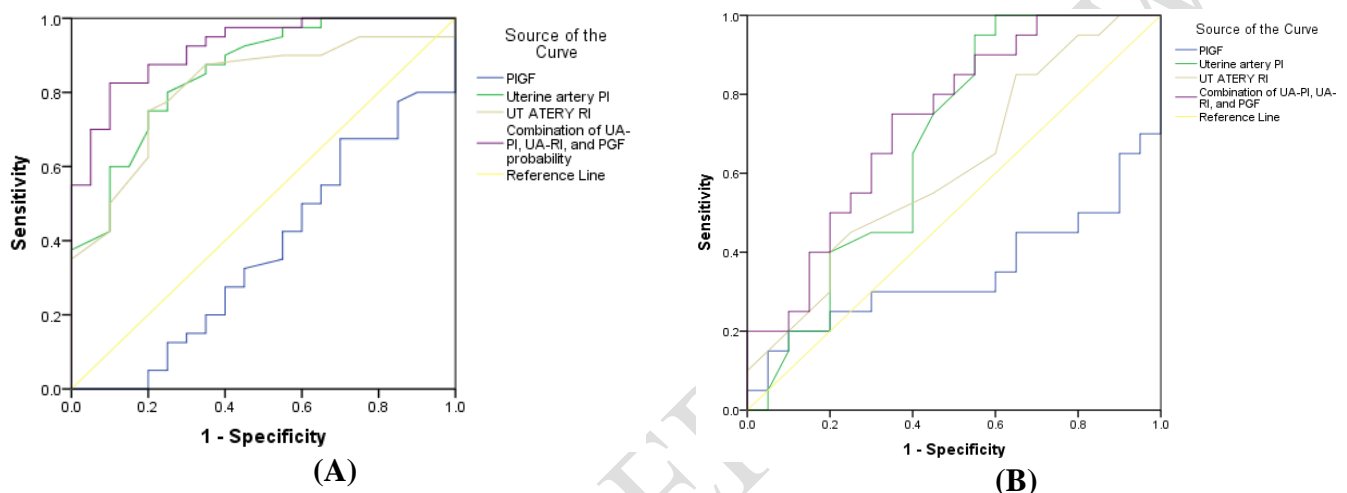 Sensitivity
1.0
0.8
0.6
0.4
0.2
0.0
0.0
0.2
0.4
0.6
0.8
1.0
1 - Specificity
Source of the
Curve
PlGF
Uterine artery PI
UT ATERY RI
Combination of UA-
PI, UA-RI, and PGF
probability
Reference Line
(A)
Sensitivity
1.0
0.8
0.6
0.4
0.2
0.0
0.0
0.2
0.4
0.6
0.8
1.0
1 - Specificity
Source of the Curve
PlGF
Uterine artery PI
UT ATERY RI
Combination of UA-PI, UA-
RI, and PGF
Reference Line
(B)